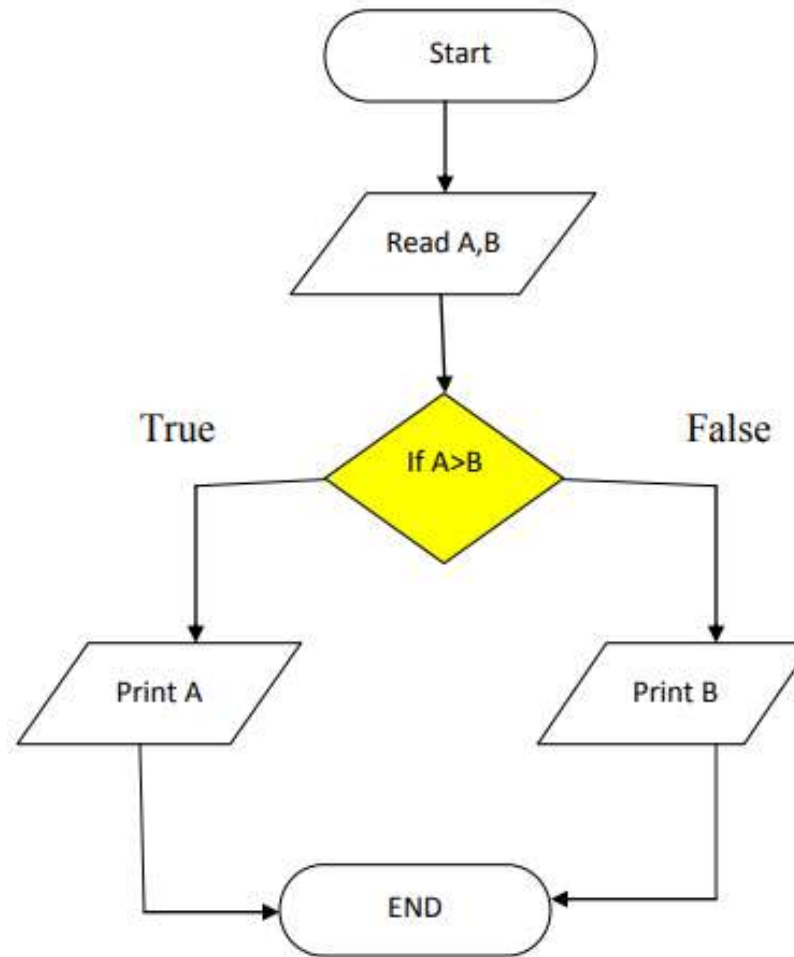 Start
Read A,B
True
False
If A>B
Print A
Print B
END